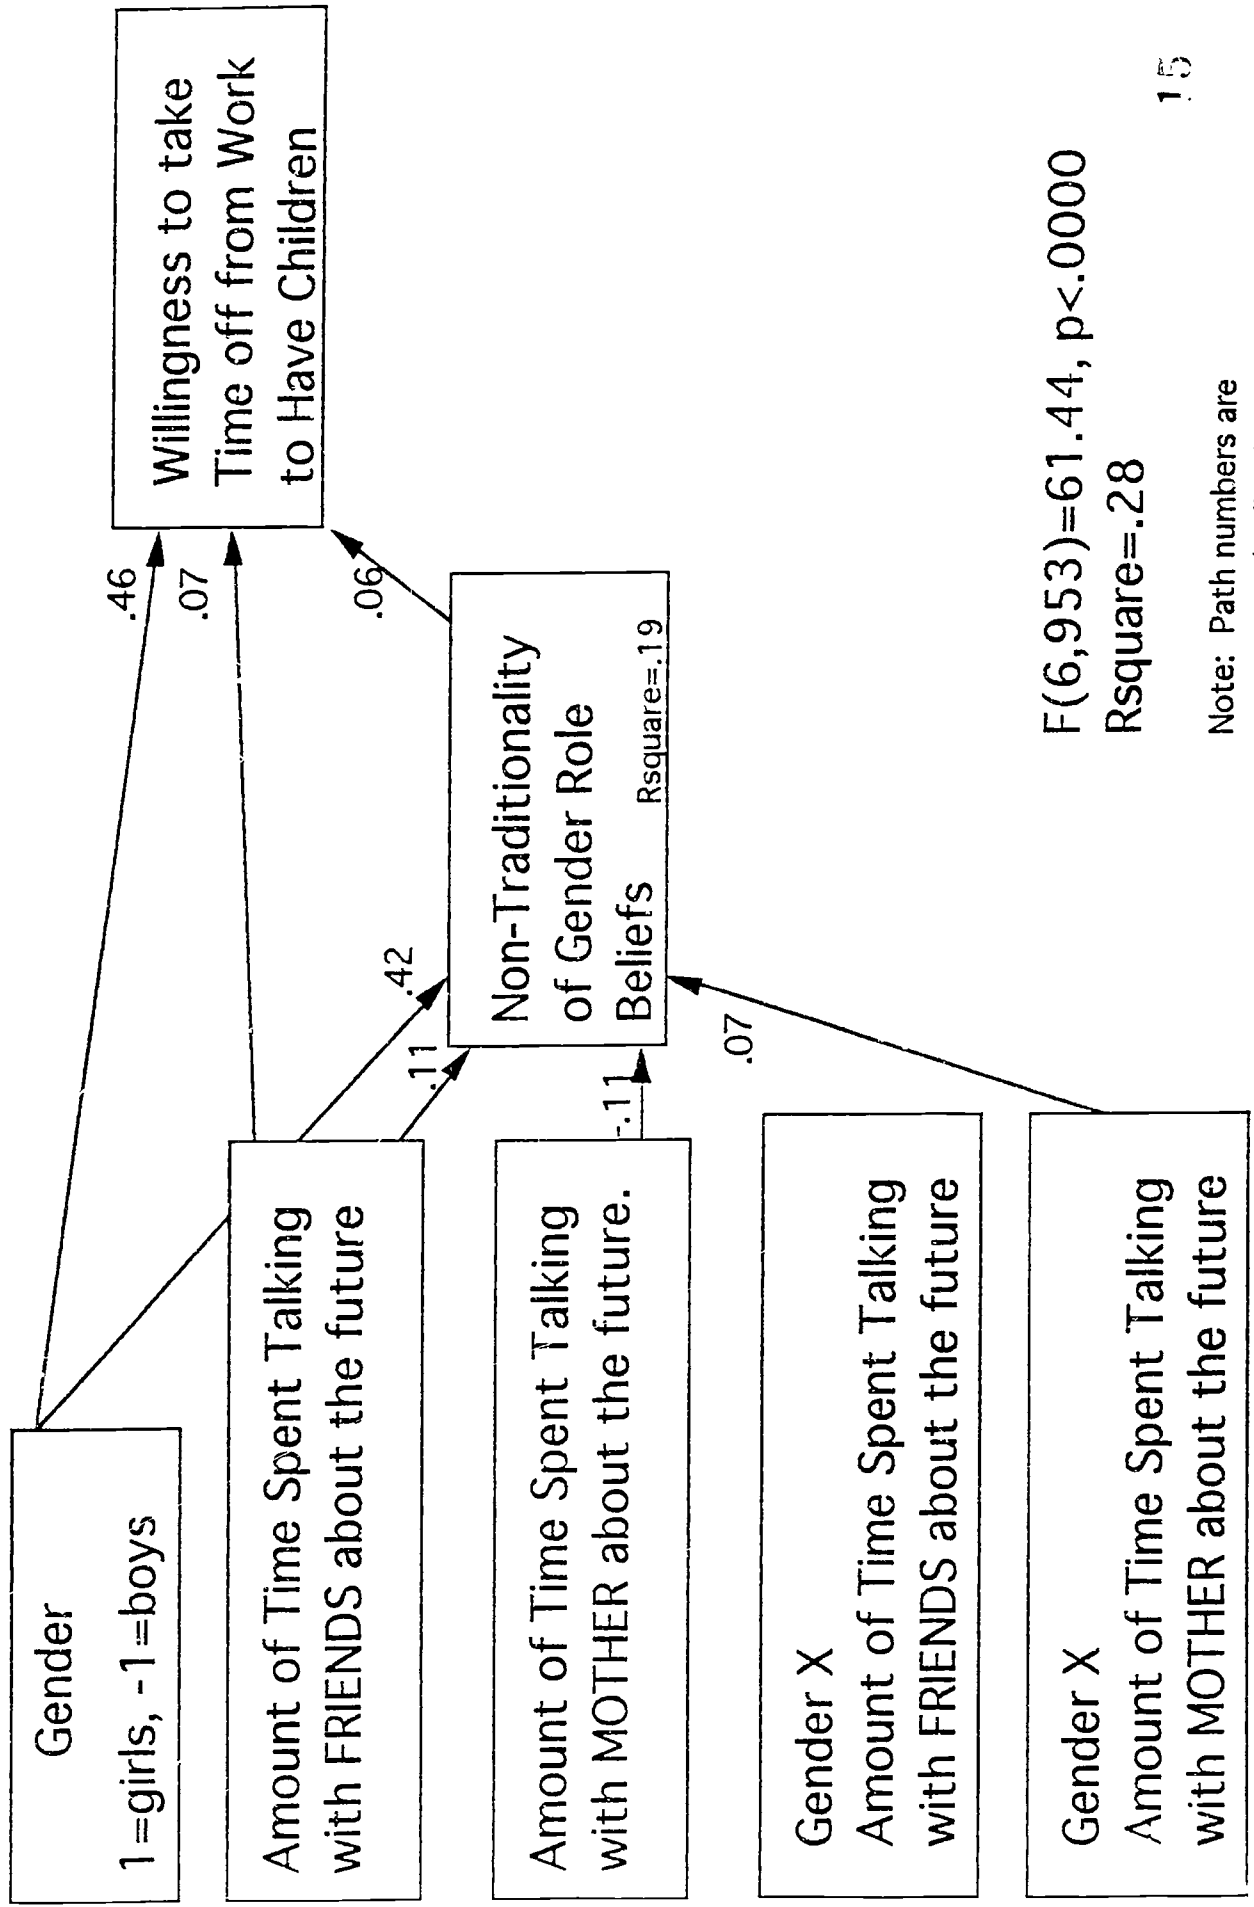 Gender
1=girls, -1=boys
Amount of Time Spent Talking
with FRIENDS about the future
Amount of Time Spent Talking
with MOTHER about the future.
Gender X
Amount of Time Spent Talking
with FRIENDS about the future
Gender X
Amount of Time Spent Talking
with MOTHER about the future
.46
.07
.06
.42
.11
-.11
.07
Non-Traditionality
of Gender Role
Beliefs
Rsquare=.19
Willingness to take
Time off from Work
to Have Children
F(6,953)=61.44, p<.0000
Rsquare=.28
Note: Path numbers are
15